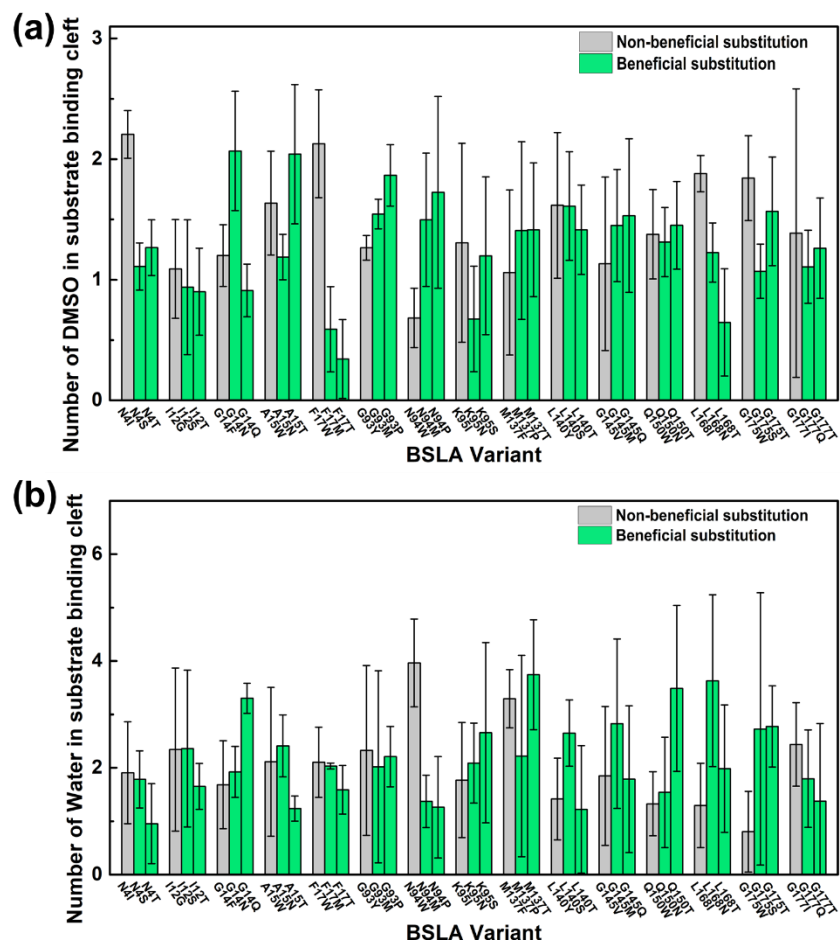 (a)
Number of DMSO in substrate binding cleft
3
2
1
0
Non-beneficial substitution
Beneficial substitution
N4I N4S N4T I12G I12S I12T G14F G14N G14Q A15W A15N A15T F17W F17M F17T G93Y G93M G93P N94W N94M N94P K95I K95N K95S M137F M137P M137T L140Y L140S L140T G145V G145M G145Q Q150W Q150N Q150T L168I L168N L168T G175W G175S G175T G177I G177Q G177T
BSLA Variant
(b)
Number of Water in substrate binding cleft
6
4
2
0
Non-beneficial substitution
Beneficial substitution
N4I N4S N4T I12G I12S I12T G14F G14N G14Q A15W A15N A15T F17W F17M F17T G93Y G93M G93P N94W N94M N94P K95I K95N K95S M137F M137P M137T L140Y L140S L140T G145V G145M G145Q Q150W Q150N Q150T L168I L168N L168T G175W G175S G175T G177I G177Q G177T
BSLA Variant